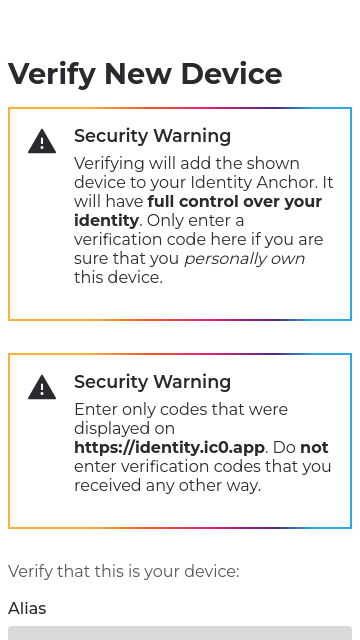 Verify New Device
Security Warning
Verifying will add the shown
device to your Identity Anchor. It
will have full control over your
identity. Only enter a
verification code here if you are
sure that you personally own
this device.
Security Warning
Enter only codes that were
displayed on
https://identity.ic0.app. Do not
enter verification codes that you
received any other way.
Verify that this is your device:
Alias